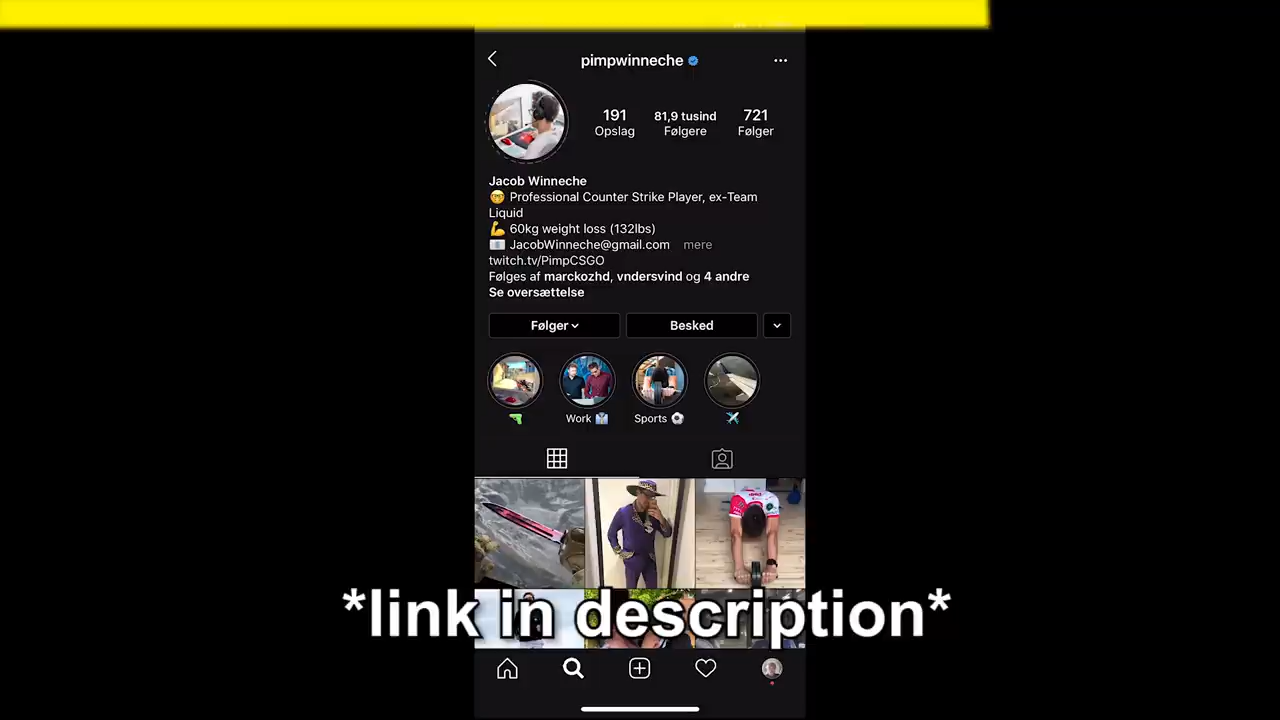 pimpwinneche
191 81,9 tusind 721
Opslag Følgere Følger
Jacob Winneche
🤓 Professional Counter Strike Player, ex-Team
Liquid
💪 60kg weight loss (132lbs)
📧 JacobWinneche@gmail.com mere
twitch.tv/PimpCSGO
Følges af marckozhd, vndersvind og 4 andre
Se oversættelse
Følger Besked
Work Sports
*link in description*